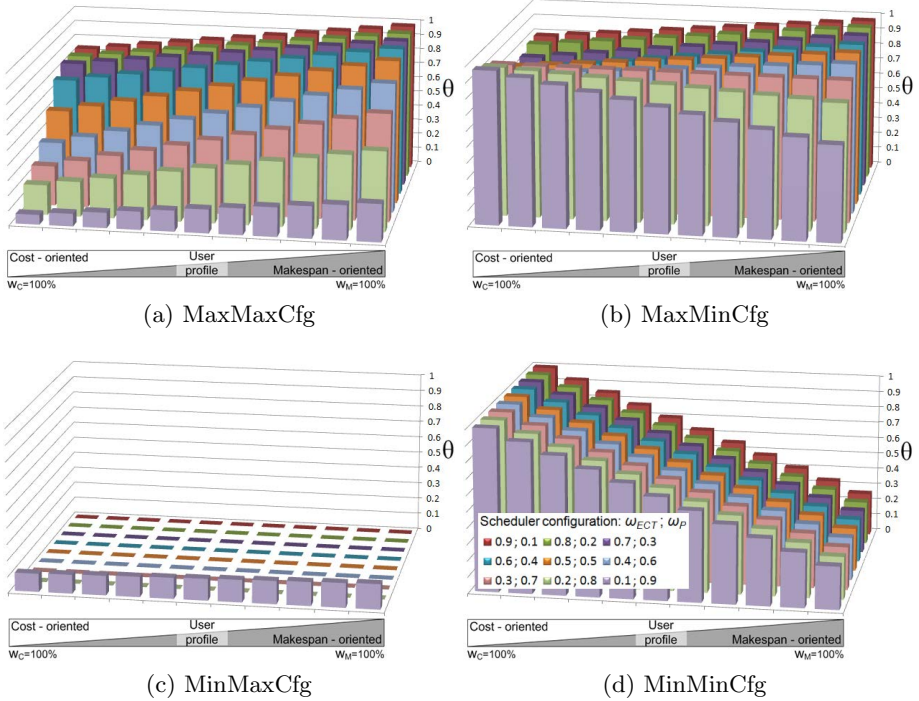 1
0.9
0.8
0.7
0.6
0.5
0.4
0.3
0.2
0.1
0
θ
Cost - oriented
User
profile
Makespan - oriented
wC=100%
wM=100%
(a) MaxMaxCfg
1
0.9
0.8
0.7
0.6
0.5
0.4
0.3
0.2
0.1
0
θ
Cost - oriented
User
profile
Makespan - oriented
wC=100%
wM=100%
(b) MaxMinCfg
1
0.9
0.8
0.7
0.6
0.5
0.4
0.3
0.2
0.1
0
θ
Cost - oriented
User
profile
Makespan - oriented
wC=100%
wM=100%
(c) MinMaxCfg
1
0.9
0.8
0.7
0.6
0.5
0.4
0.3
0.2
0.1
0
θ
Scheduler configuration: ωECT ; ωP
0.9 ; 0.1 0.8 ; 0.2 0.7 ; 0.3
0.6 ; 0.4 0.5 ; 0.5 0.4 ; 0.6
0.3 ; 0.7 0.2 ; 0.8 0.1 ; 0.9
Cost - oriented
User
profile
Makespan - oriented
wC=100%
wM=100%
(d) MinMinCfg